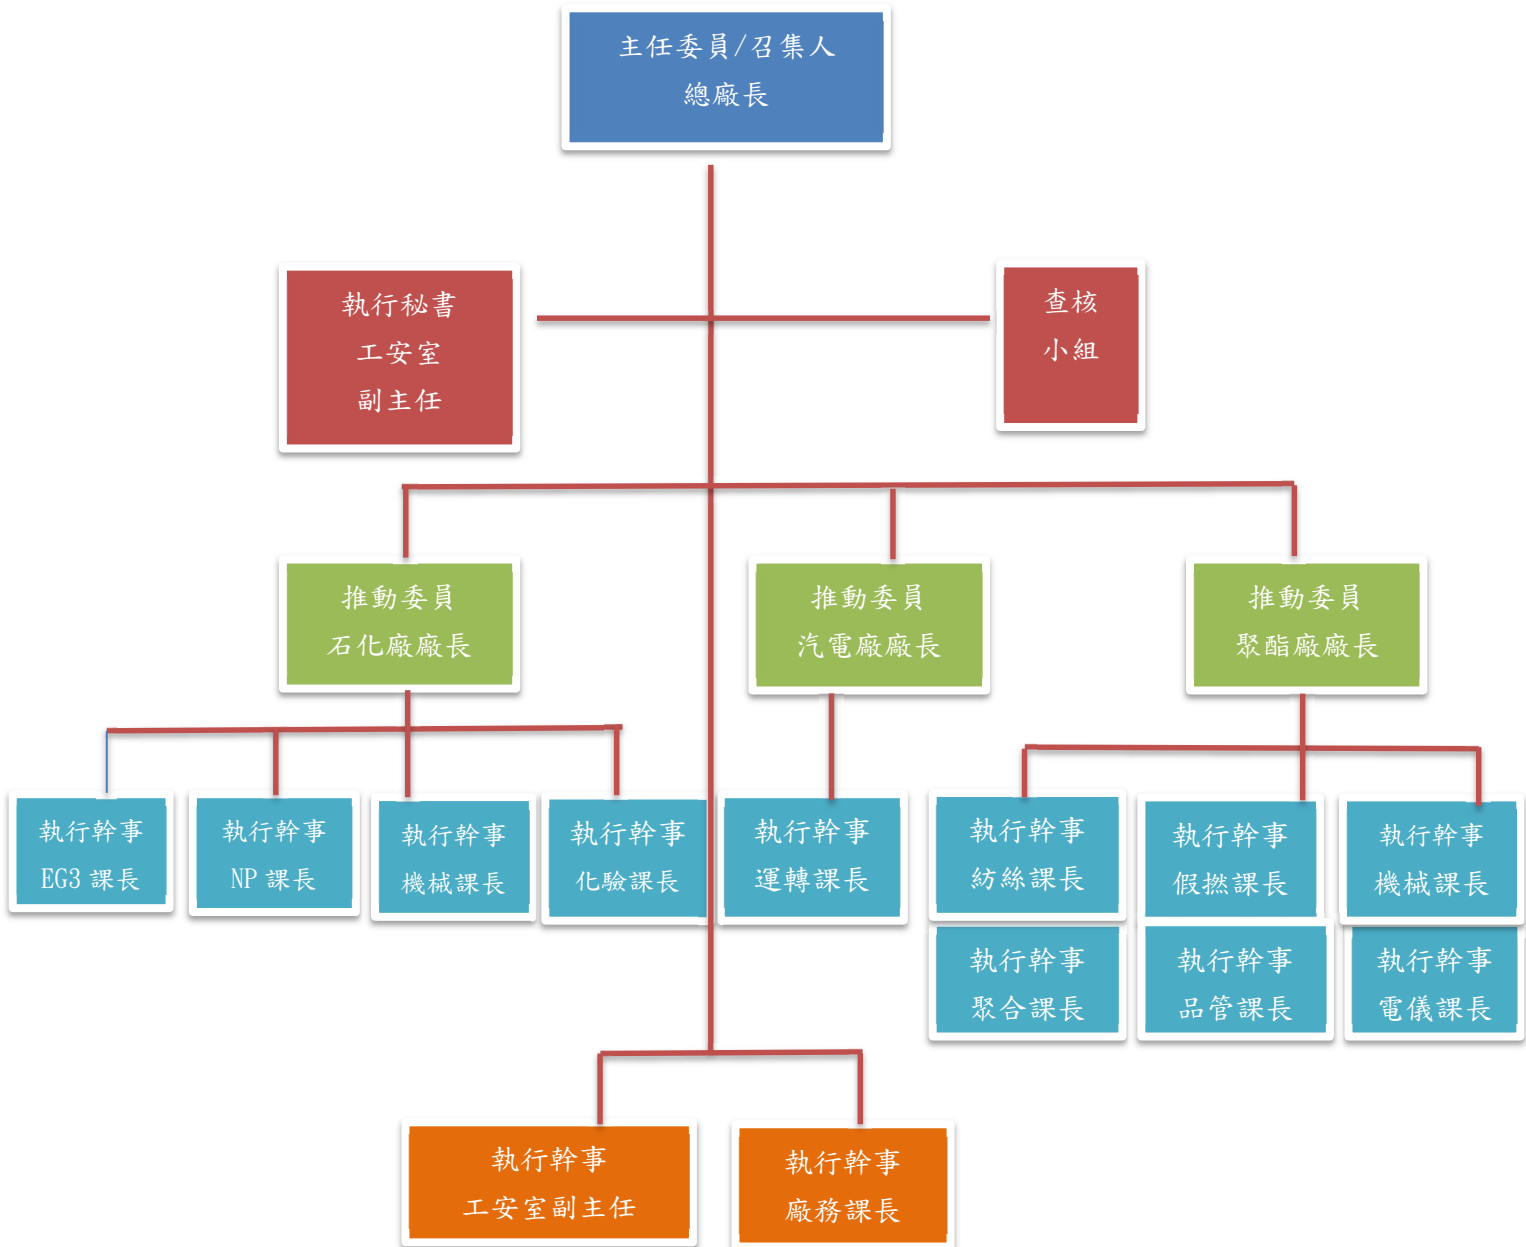 主任委員/召集人
總廠長
執行秘書
工安室
副主任
查核
小組
推動委員
石化廠廠長
推動委員
汽電廠廠長
推動委員
聚酯廠廠長
執行幹事
EG3 課長
執行幹事
NP 課長
執行幹事
機械課長
執行幹事
化驗課長
執行幹事
運轉課長
執行幹事
紡絲課長
執行幹事
假撚課長
執行幹事
機械課長
執行幹事
聚合課長
執行幹事
品管課長
執行幹事
電儀課長
執行幹事
工安室副主任
執行幹事
廠務課長